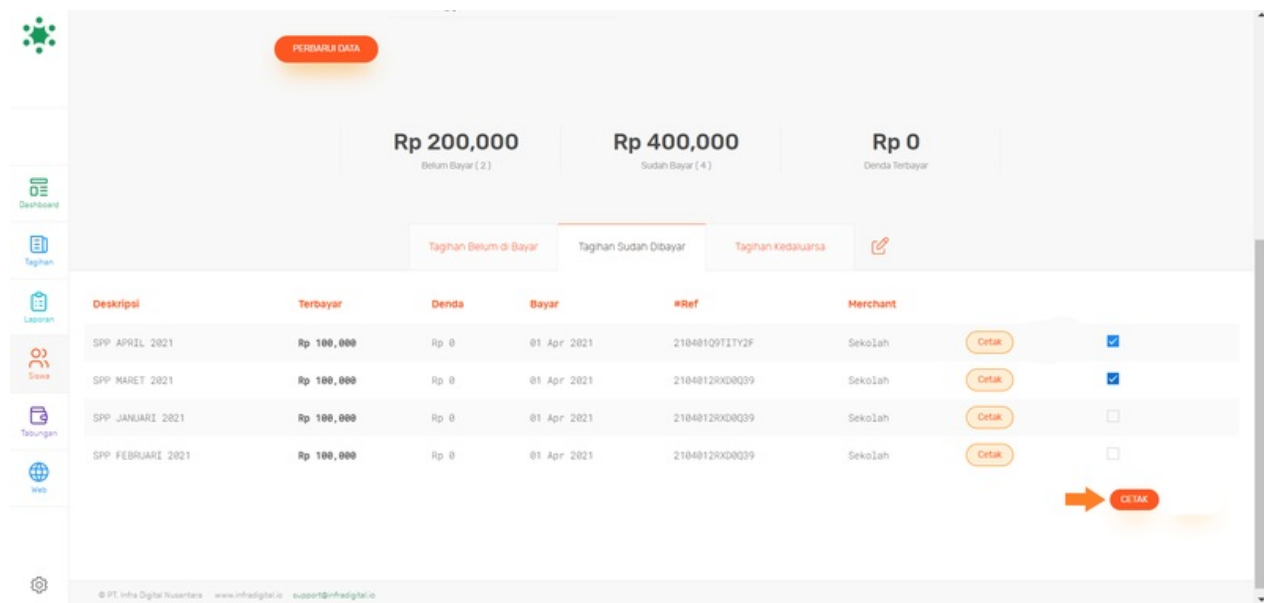 PERBARUI DATA
Rp 200,000 Rp 400,000 Rp 0
Belum Bayar ( 2 ) Sudah Bayar ( 4 ) Denda Terbayar
Dashboard
Tagihan Belum di Bayar Tagihan Sudah Dibayar Tagihan Kedaluarsa
Tagihan
Deskripsi Terbayar Denda Bayar #Ref Merchant
Laporan
SPP APRIL 2021 Rp 100,000 Rp 0 01 Apr 2021 210401Q9TITY2F Sekolah Cetak
Siswa
SPP MARET 2021 Rp 100,000 Rp 0 01 Apr 2021 2104012RXD0Q39 Sekolah Cetak
SPP JANUARI 2021 Rp 100,000 Rp 0 01 Apr 2021 2104012RXD0Q39 Sekolah Cetak
Tabungan
SPP FEBRUARI 2021 Rp 100,000 Rp 0 01 Apr 2021 2104012RXD0Q39 Sekolah Cetak
Web
CETAK
© PT. Infra Digital Nusantara www.infradigital.io support@infradigital.io